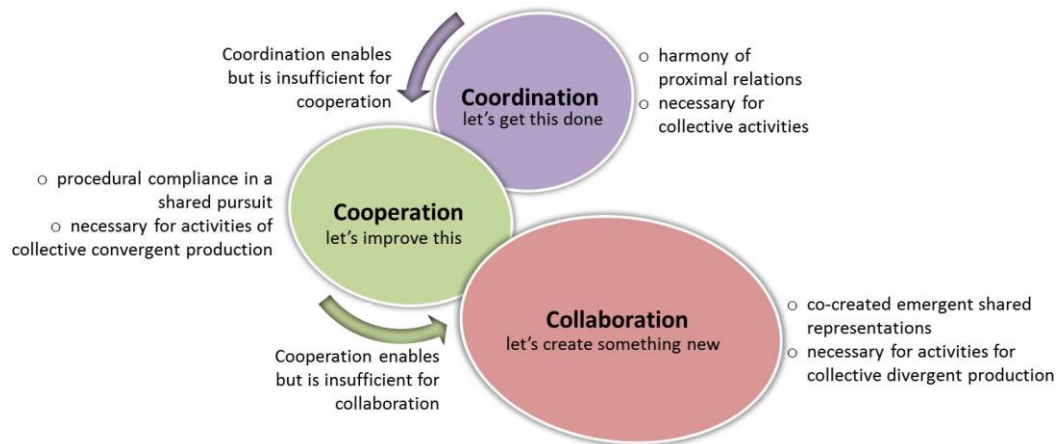 Coordination enables
but is insufficient for
cooperation
Coordination
let's get this done
o harmony of
proximal relations
o necessary for
collective activities
o procedural compliance in a
shared pursuit
o necessary for activities of
collective convergent production
Cooperation
let's improve this
Cooperation enables
but is insufficient for
collaboration
Collaboration
let's create something new
o co-created emergent shared
representations
o necessary for activities for
collective divergent production